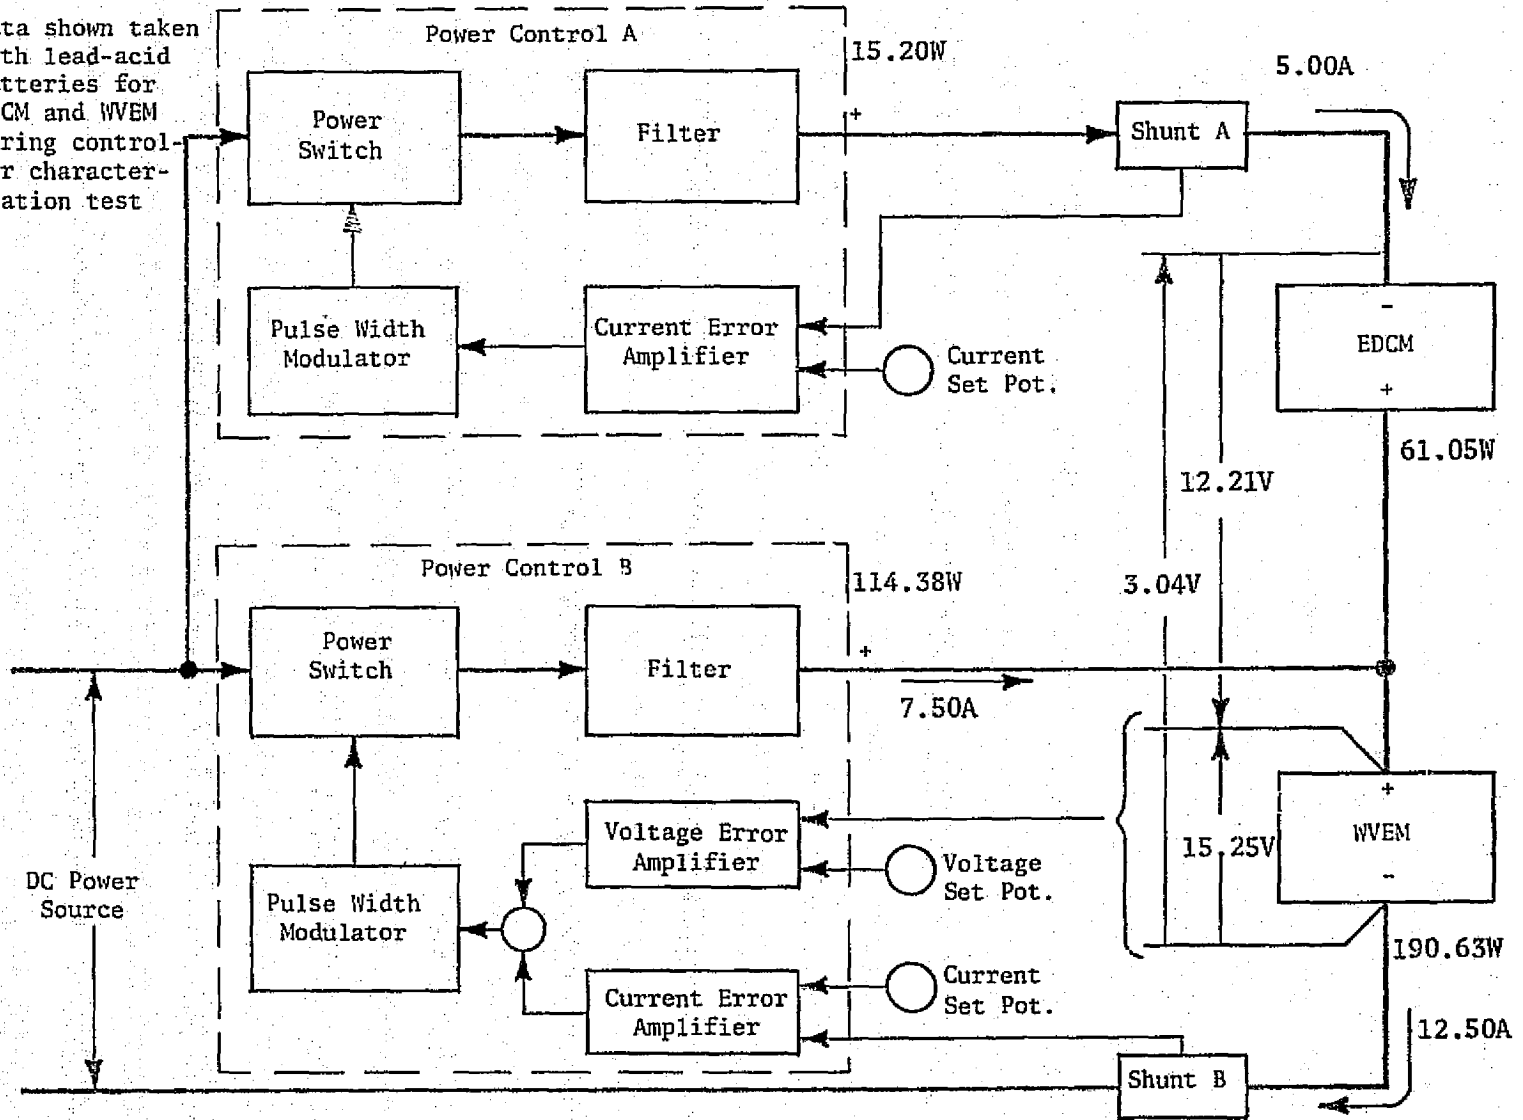 ta shown taken
th lead-acid
tteries for
CM and WVEM
ring control-
r character-
ation test
Power Control A
15.20W
5.00A
Power
Switch
Filter
+
Shunt A
Pulse Width
Modulator
Current Error
Amplifier
Current
Set Pot.
-
EDCM
+
61.05W
12.21V
3.04V
Power Control B
114.38W
Power
Switch
Filter
+
7.50A
Voltage Error
Amplifier
Voltage
Set Pot.
15.25V
+
WVEM
-
190.63W
DC Power
Source
Pulse Width
Modulator
Current Error
Amplifier
Current
Set Pot.
12.50A
Shunt B